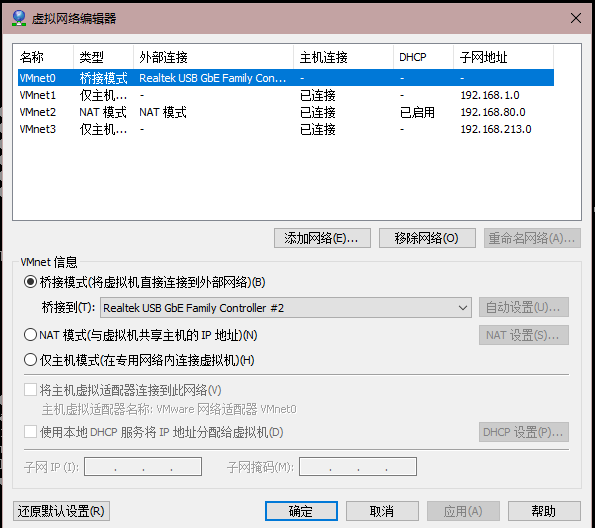 虚拟网络编辑器
名称 类型 外部连接 主机连接 DHCP 子网地址
VMnet0 桥接模式 Realtek USB GbE Family Con... - - -
VMnet1 仅主机... - 已连接 - 192.168.1.0
VMnet2 NAT 模式 NAT 模式 已连接 已启用 192.168.80.0
VMnet3 仅主机... - 已连接 - 192.168.213.0
添加网络(E)... 移除网络(O) 重命名网络(A)...
VMnet 信息
桥接模式(将虚拟机直接连接到外部网络)(B)
桥接到(T): Realtek USB GbE Family Controller #2 自动设置(U)...
NAT 模式(与虚拟机共享主机的 IP 地址)(N) NAT 设置(S)...
仅主机模式(在专用网络内连接虚拟机)(H)
将主机虚拟适配器连接到此网络(V)
主机虚拟适配器名称: VMware 网络适配器 VMnet0
使用本地 DHCP 服务将 IP 地址分配给虚拟机(D) DHCP 设置(P)...
子网 IP (I): . . . 子网掩码(M): . . .
还原默认设置(R) 确定 取消 应用(A) 帮助